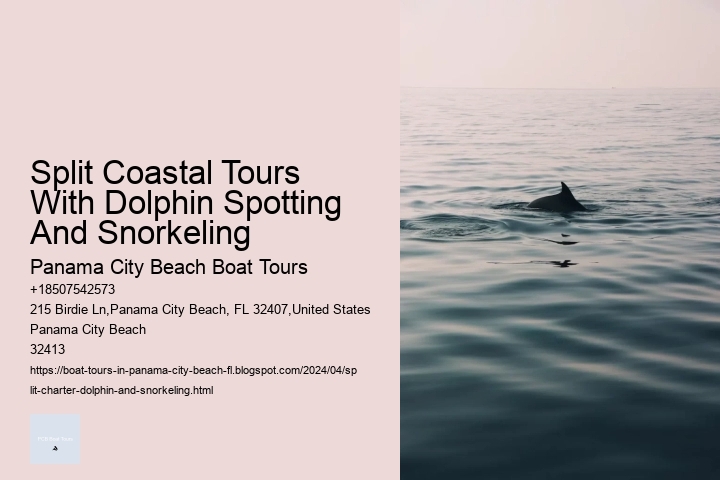 Split Coastal Tours
With Dolphin Spotting
And Snorkeling
Panama City Beach Boat Tours
+18507542573
215 Birdie Ln,Panama City Beach, FL 32407,United States
Panama City Beach
32413
https://boat-tours-in-panama-city-beach-fl.blogspot.com/2024/04/sp
lit-charter-dolphin-and-snorkeling.html